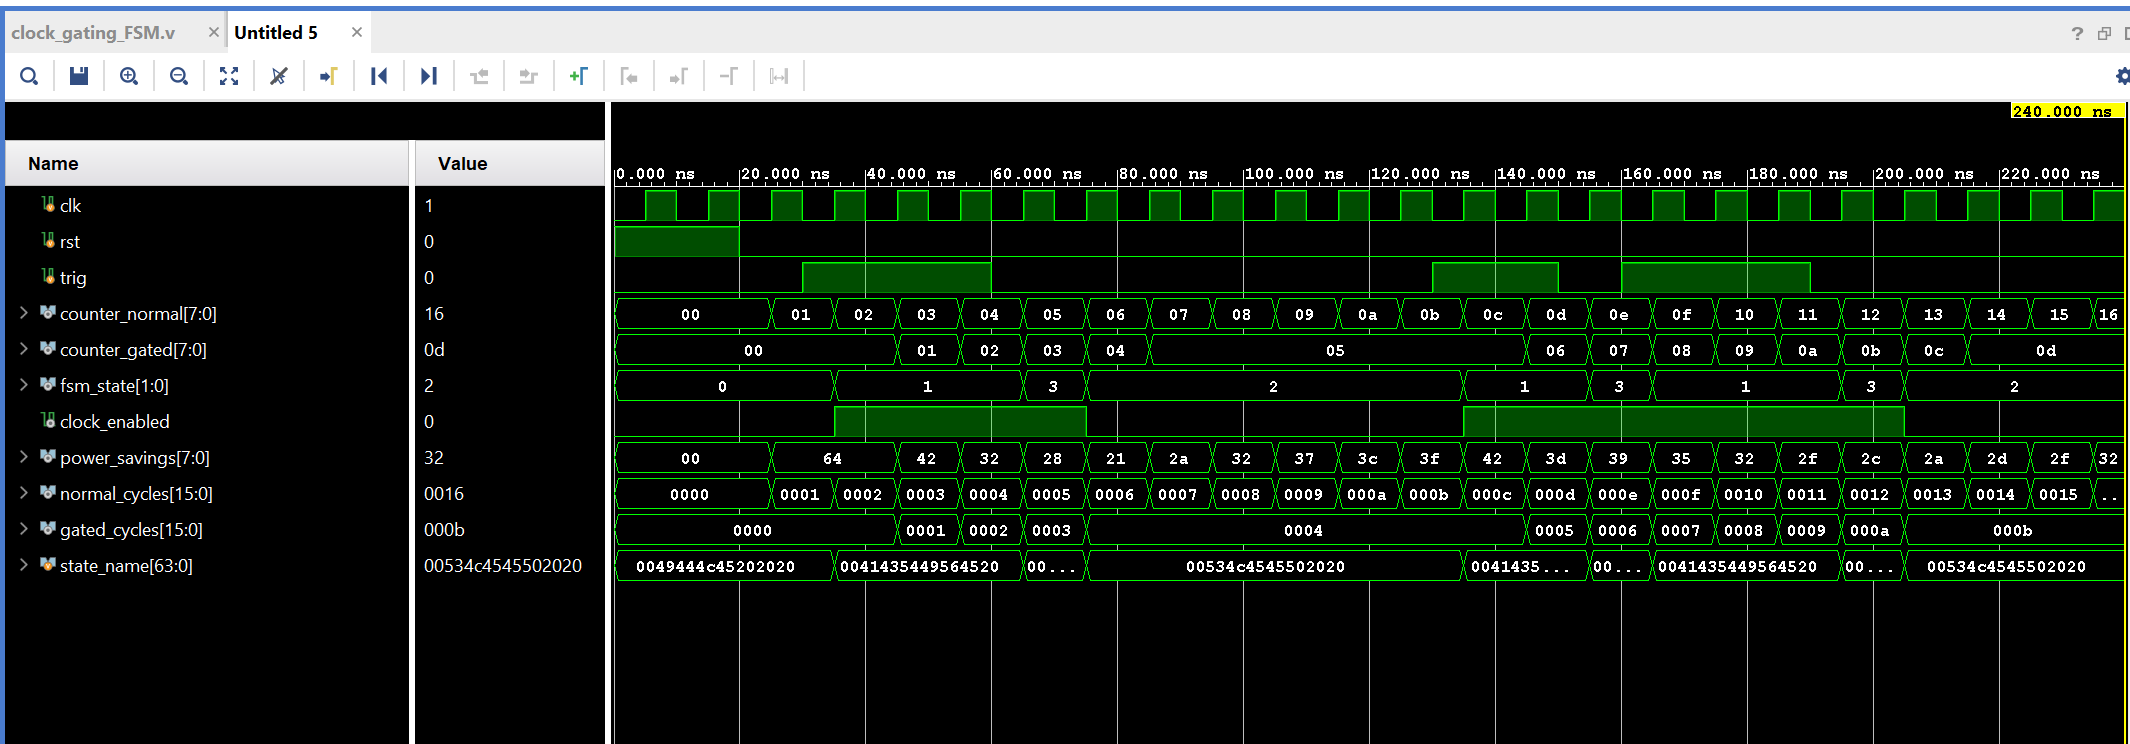 clock_gating_FSM.v × Untitled 5 ×
?
240.000 ns
Name Value
0.000 ns 20.000 ns 40.000 ns 60.000 ns 80.000 ns 100.000 ns 120.000 ns 140.000 ns 160.000 ns 180.000 ns 200.000 ns 220.000 ns
clk 1
rst 0
trig 0
counter_normal[7:0] 16 00 01 02 03 04 05 06 07 08 09 0a 0b 0c 0d 0e 0f 10 11 12 13 14 15 16
counter_gated[7:0] 0d 00 01 02 03 04 05 06 07 08 09 0a 0b 0c 0d
fsm_state[1:0] 2 0 1 3 2 1 3 1 3 2
clock_enabled 0
power_savings[7:0] 32 00 64 42 32 28 21 2a 32 37 3c 3f 42 3d 39 35 32 2f 2c 2a 2d 2f 32
normal_cycles[15:0] 0016 0000 0001 0002 0003 0004 0005 0006 0007 0008 0009 000a 000b 000c 000d 000e 000f 0010 0011 0012 0013 0014 0015 ..
gated_cycles[15:0] 000b 0000 0001 0002 0003 0004 0005 0006 0007 0008 0009 000a 000b
state_name[63:0] 00534c4545502020 0049444c45202020 0041435449564520 00... 00534c4545502020 0041435... 00... 0041435449564520 00... 00534c4545502020